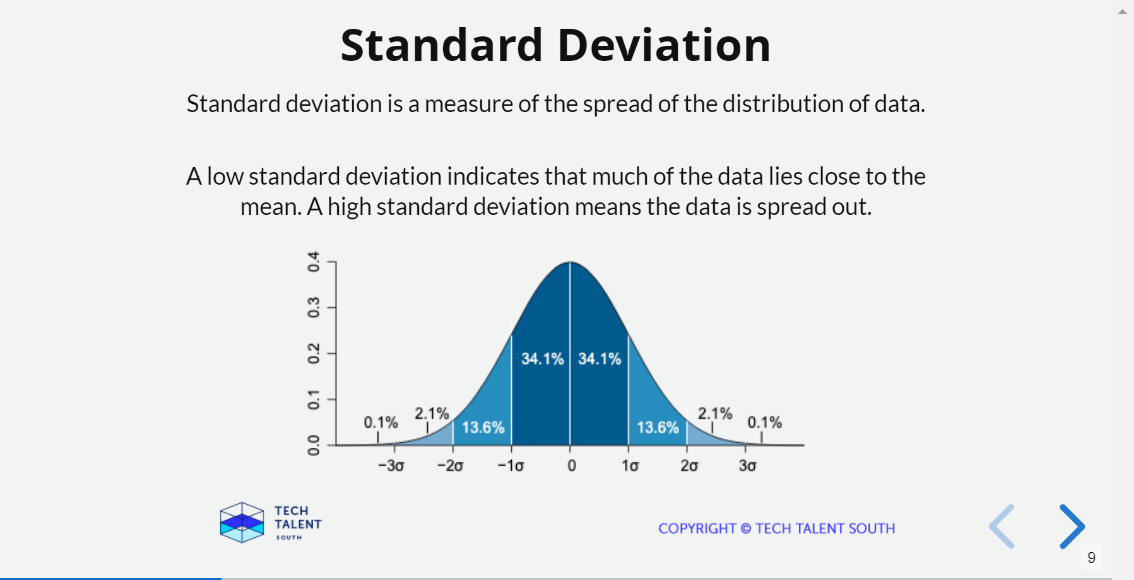 Standard Deviation
Standard deviation is a measure of the spread of the distribution of data.
A low standard deviation indicates that much of the data lies close to the
mean. A high standard deviation means the data is spread out.
0.4
0.3
0.2
0.1
0.0
34.1% 34.1%
0.1% 2.1% 13.6% 13.6% 2.1% 0.1%
−3σ −2σ −1σ 0 1σ 2σ 3σ
TECH
TALENT
SOUTH
COPYRIGHT © TECH TALENT SOUTH
9